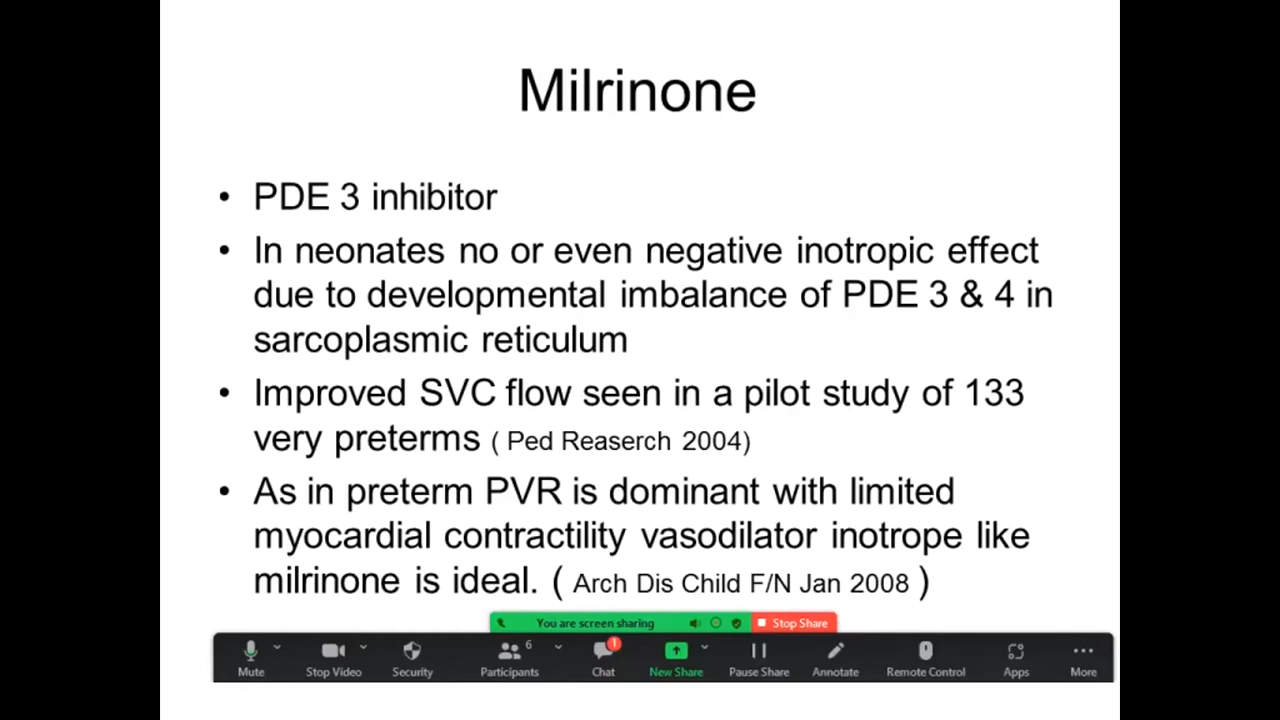 Milrinone
• PDE 3 inhibitor
• In neonates no or even negative inotropic effect
due to developmental imbalance of PDE 3 & 4 in
sarcoplasmic reticulum
• Improved SVC flow seen in a pilot study of 133
very preterms ( Ped Reaserch 2004)
• As in preterm PVR is dominant with limited
myocardial contractility vasodilator inotrope like
milrinone is ideal. ( Arch Dis Child F/N Jan 2008 )
You are screen sharing Stop Share
6 1
Mute Stop Video Security Participants Chat New Share Pause Share Annotate Remote Control Apps More